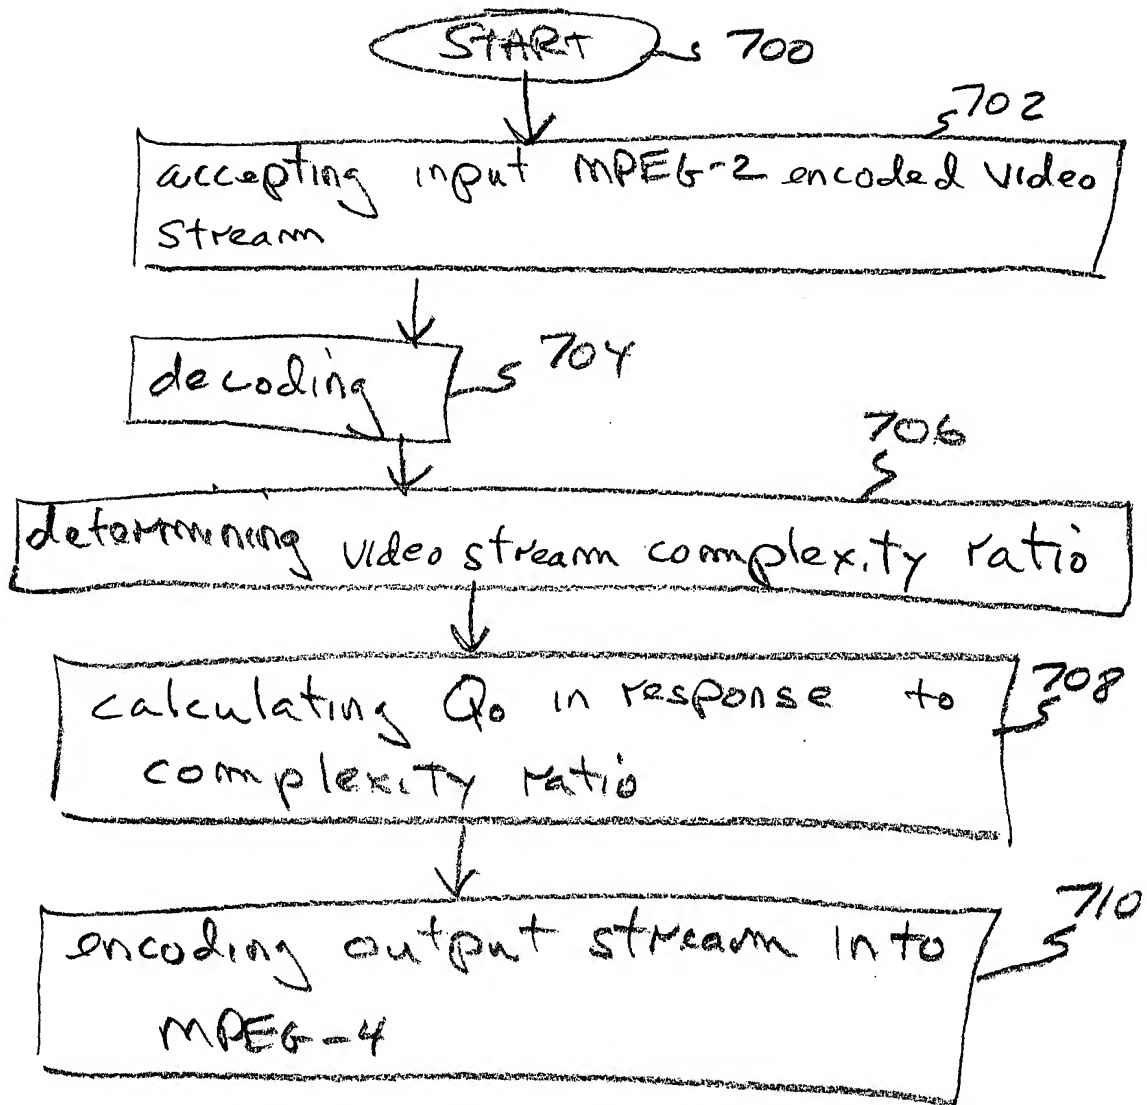 START 700
702
accepting input MPEG-2 encoded video
stream
decoding 704
706
determining video stream complexity ratio
calculating Qo in response to 708
complexity ratio
encoding output stream into 710
MPEG-4